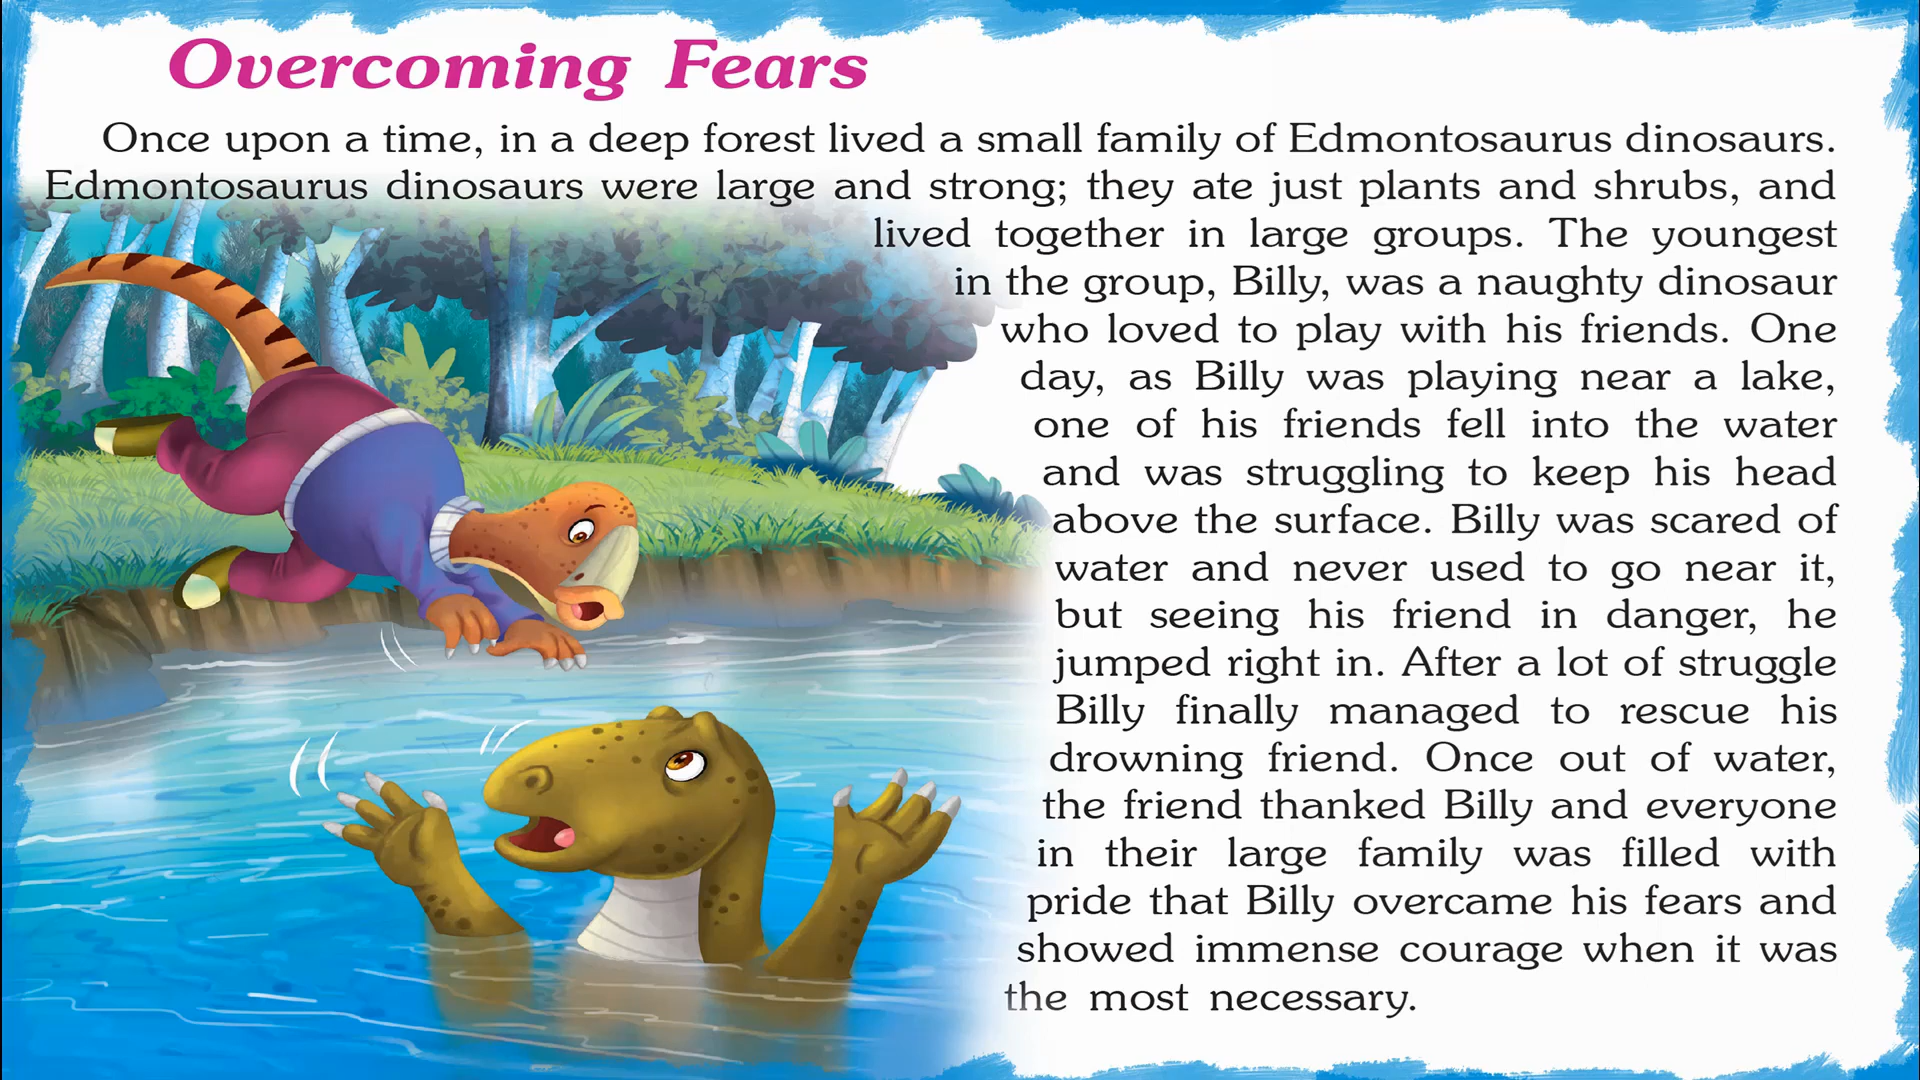 Overcoming Fears
Once upon a time, in a deep forest lived a small family of Edmontosaurus dinosaurs.
Edmontosaurus dinosaurs were large and strong; they ate just plants and shrubs, and
lived together in large groups. The youngest
in the group, Billy, was a naughty dinosaur
who loved to play with his friends. One
day, as Billy was playing near a lake,
one of his friends fell into the water
and was struggling to keep his head
above the surface. Billy was scared of
water and never used to go near it,
but seeing his friend in danger, he
jumped right in. After a lot of struggle
Billy finally managed to rescue his
drowning friend. Once out of water,
the friend thanked Billy and everyone
in their large family was filled with
pride that Billy overcame his fears and
showed immense courage when it was
the most necessary.